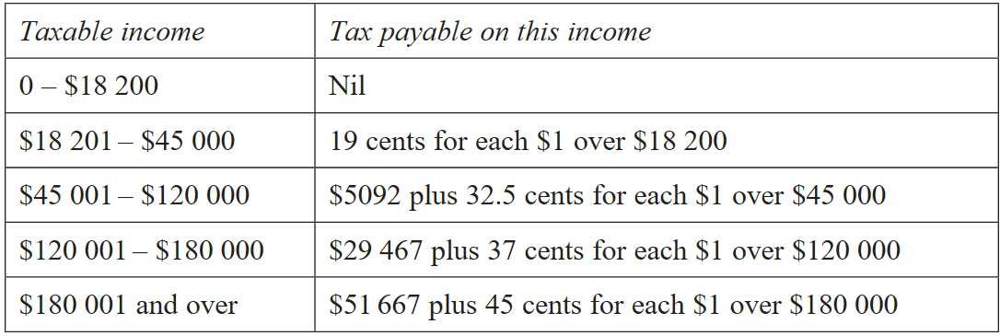 Taxable income Tax payable on this income
0 – $18 200 Nil
$18 201 – $45 000 19 cents for each $1 over $18 200
$45 001 – $120 000 $5092 plus 32.5 cents for each $1 over $45 000
$120 001 – $180 000 $29 467 plus 37 cents for each $1 over $120 000
$180 001 and over $51 667 plus 45 cents for each $1 over $180 000